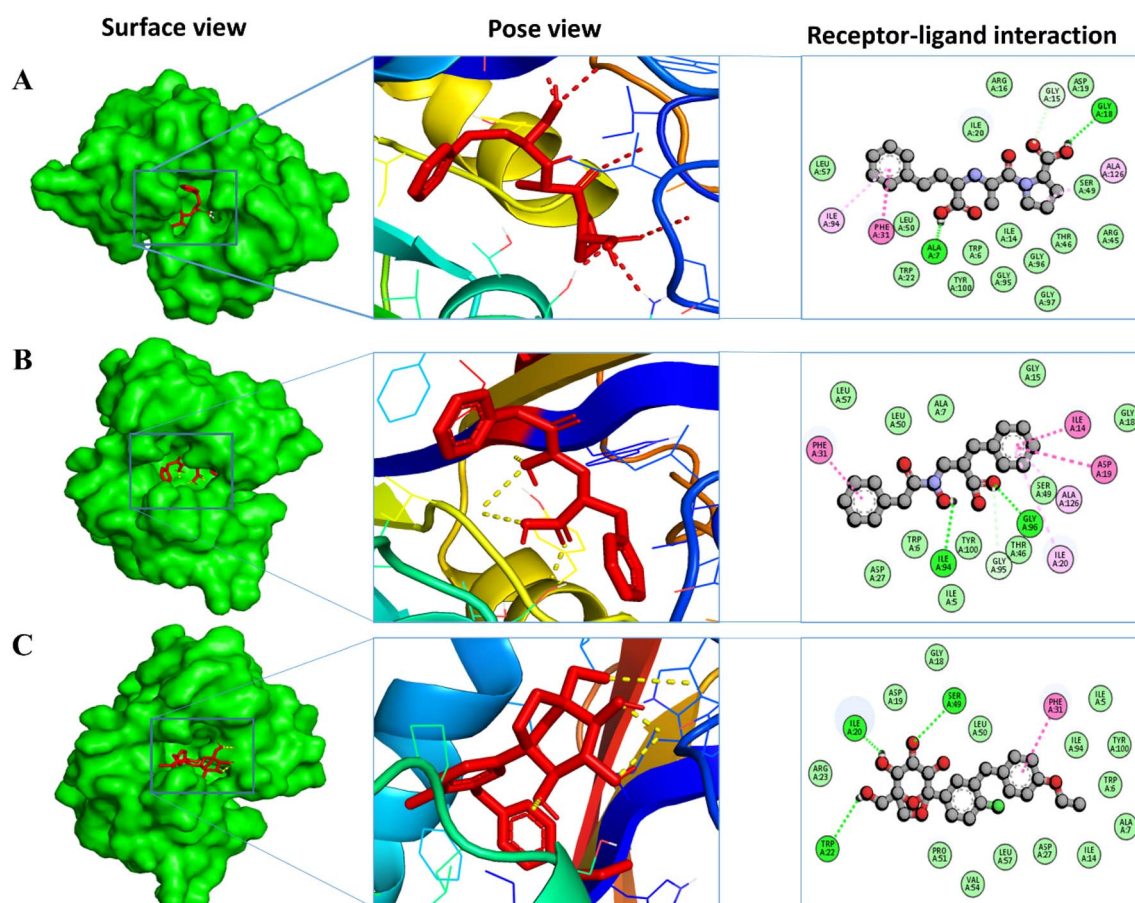 Surface view
Pose view
Receptor-ligand interaction
A
ARG
A:16
GLY
A:15
ASP
A:19
GLY
A:18
ILE
A:20
LEU
A:57
ALA
A:126
SER
A:49
ILE
A:94
PHE
A:31
LEU
A:50
ALA
A:7
TRP
A:6
ILE
A:14
THR
A:46
ARG
A:45
GLY
A:96
TRP
A:22
TYR
A:100
GLY
A:95
GLY
A:97
B
GLY
A:15
LEU
A:57
ALA
A:7
LEU
A:50
ILE
A:14
GLY
A:18
PHE
A:31
ASP
A:19
SER
A:49
ALA
A:126
GLY
A:96
TRP
A:6
TYR
A:100
THR
A:46
ILE
A:94
GLY
A:95
ILE
A:20
ASP
A:27
ILE
A:5
C
GLY
A:18
ASP
A:19
SER
A:49
PHE
A:31
ILE
A:5
ILE
A:20
LEU
A:50
ILE
A:94
TYR
A:100
ARG
A:23
TRP
A:6
ALA
A:7
TRP
A:22
PRO
A:51
LEU
A:57
ASP
A:27
ILE
A:14
VAL
A:54